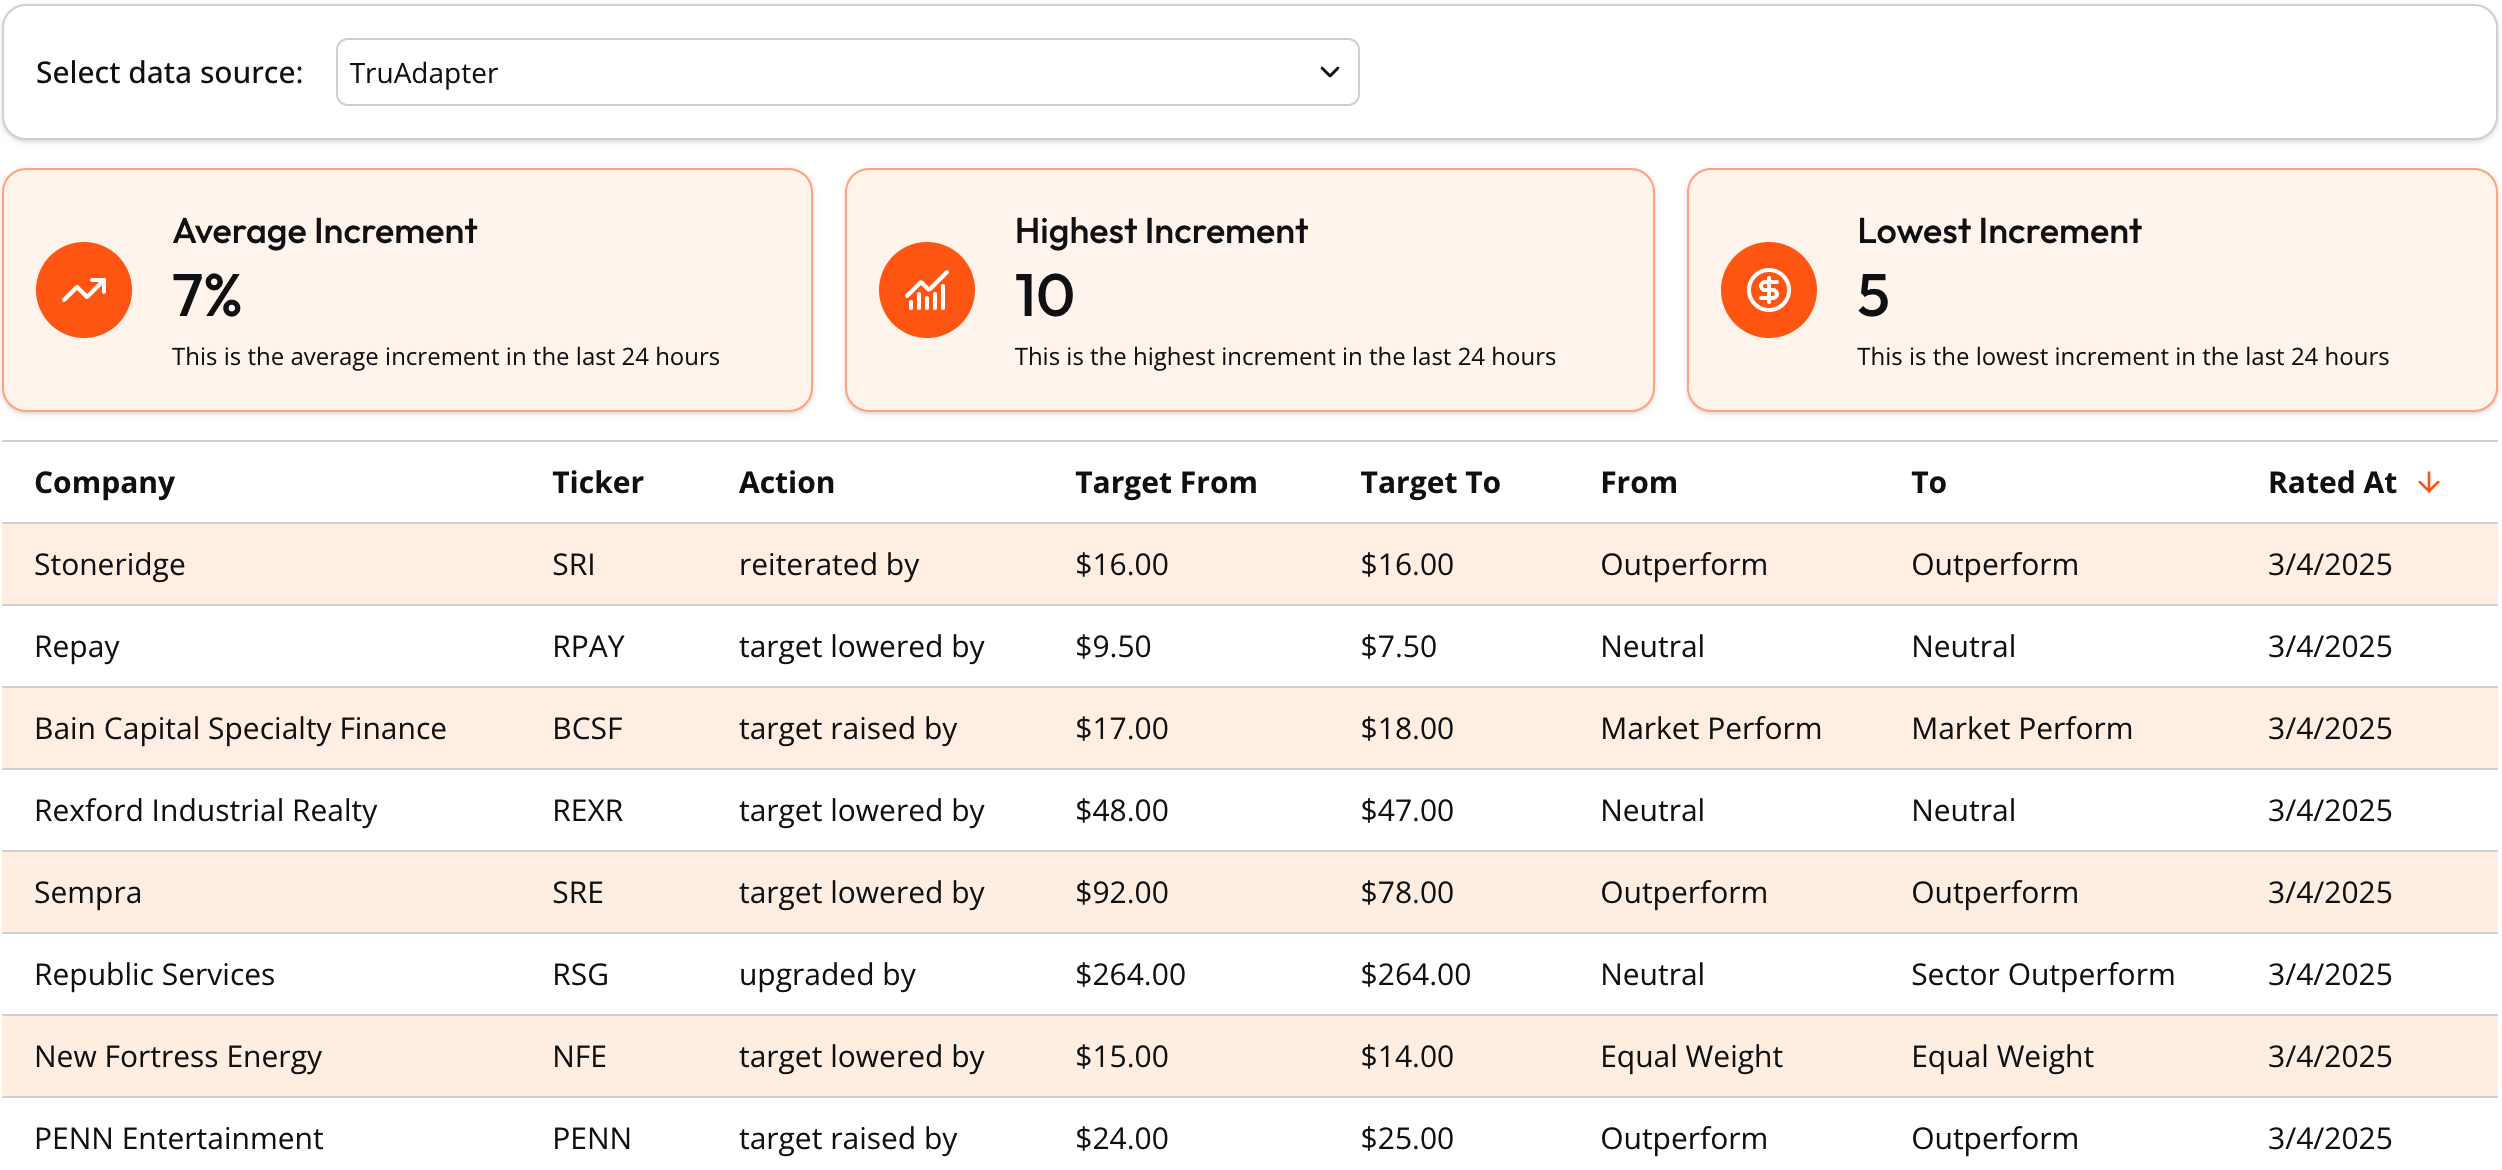 Select data source: TruAdapter
Average Increment
7%
This is the average increment in the last 24 hours
Highest Increment
10
This is the highest increment in the last 24 hours
Lowest Increment
5
This is the lowest increment in the last 24 hours
Company Ticker Action Target From Target To From To Rated At
Stoneridge SRI reiterated by $16.00 $16.00 Outperform Outperform 3/4/2025
Repay RPAY target lowered by $9.50 $7.50 Neutral Neutral 3/4/2025
Bain Capital Specialty Finance BCSF target raised by $17.00 $18.00 Market Perform Market Perform 3/4/2025
Rexford Industrial Realty REXR target lowered by $48.00 $47.00 Neutral Neutral 3/4/2025
Sempra SRE target lowered by $92.00 $78.00 Outperform Outperform 3/4/2025
Republic Services RSG upgraded by $264.00 $264.00 Neutral Sector Outperform 3/4/2025
New Fortress Energy NFE target lowered by $15.00 $14.00 Equal Weight Equal Weight 3/4/2025
PENN Entertainment PENN target raised by $24.00 $25.00 Outperform Outperform 3/4/2025